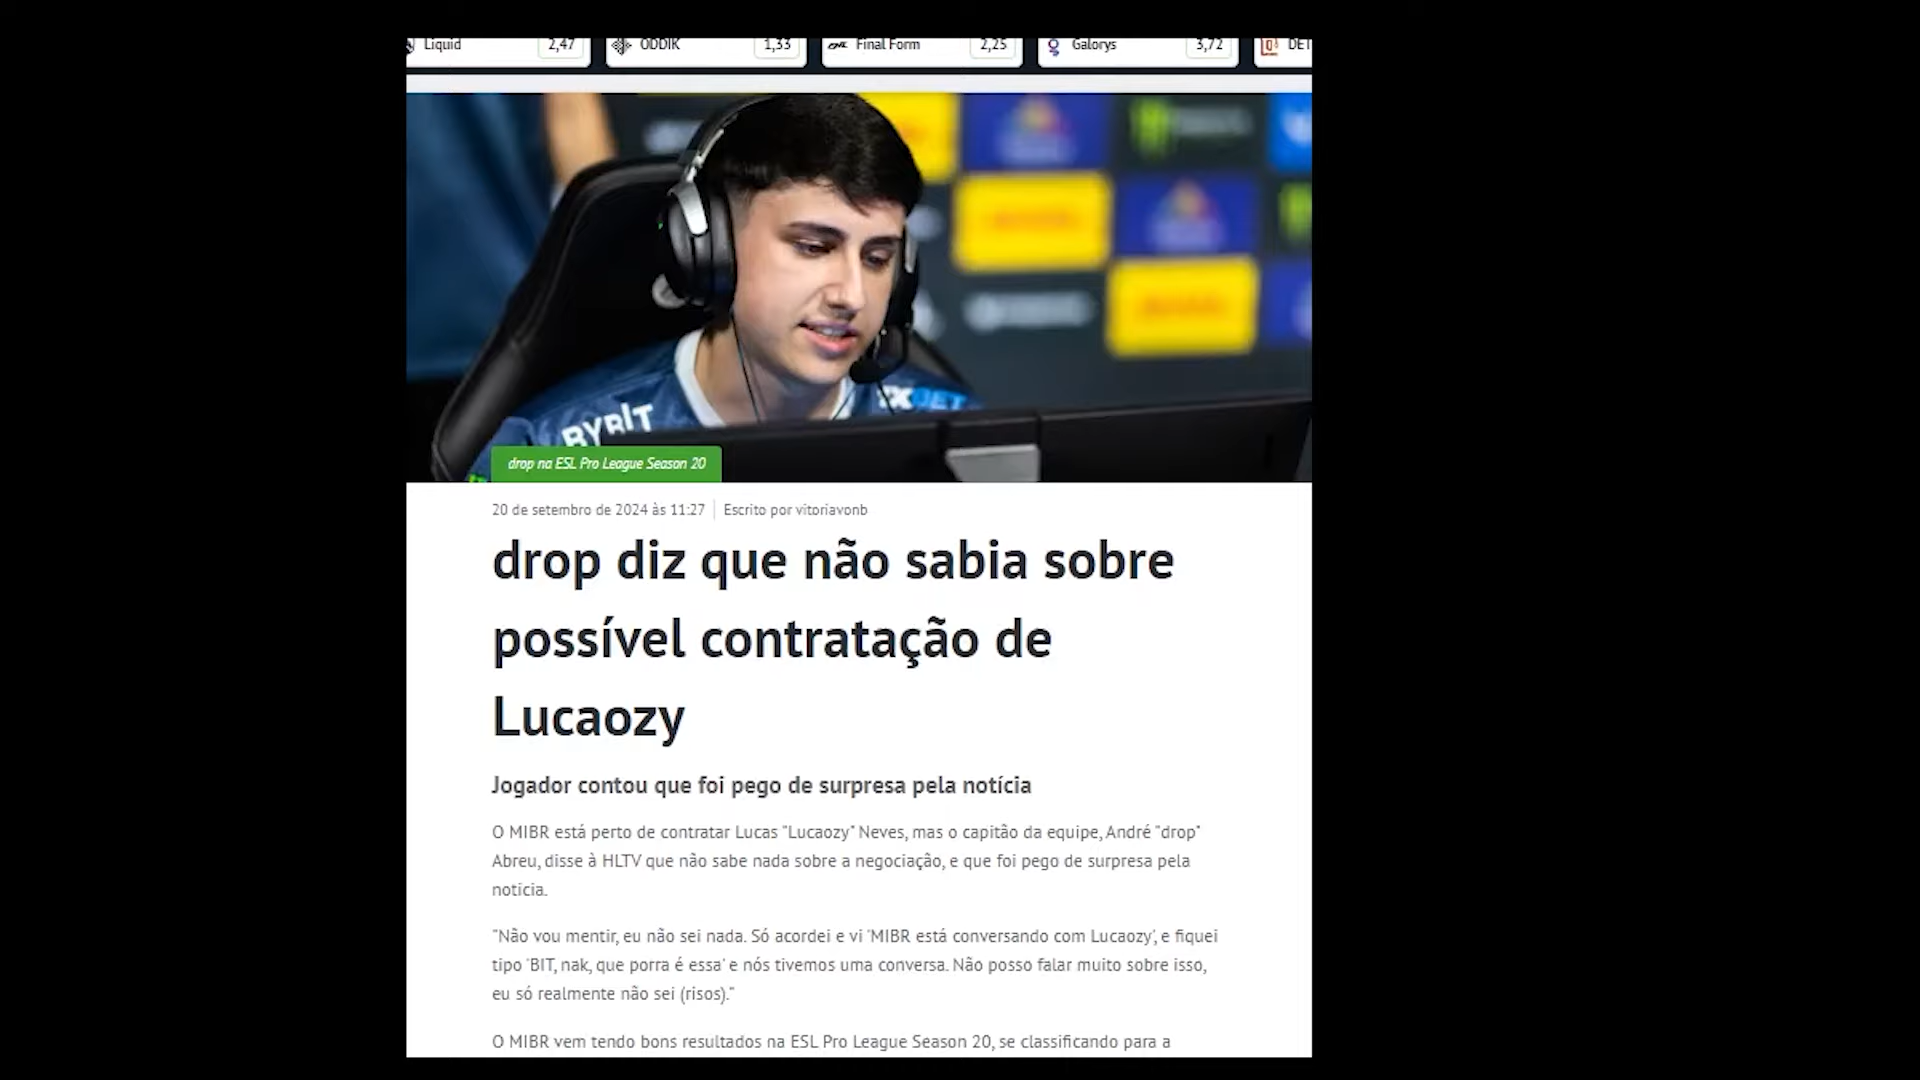 Liquid 2,47 ODDIK 1,33 Final Form 2,25 Galorys 3,72 DET
BYBIT 1XBET
drop na ESL Pro League Season 20
20 de setembro de 2024 às 11:27 Escrito por vitoriavonb
drop diz que não sabia sobre
possível contratação de
Lucaozy
Jogador contou que foi pego de surpresa pela notícia
O MIBR está perto de contratar Lucas "Lucaozy" Neves, mas o capitão da equipe, André "drop"
Abreu, disse à HLTV que não sabe nada sobre a negociação, e que foi pego de surpresa pela
notícia.
"Não vou mentir, eu não sei nada. Só acordei e vi 'MIBR está conversando com Lucaozy', e fiquei
tipo 'BIT, nak, que porra é essa' e nós tivemos uma conversa. Não posso falar muito sobre isso,
eu só realmente não sei (risos)."
O MIBR vem tendo bons resultados na ESL Pro League Season 20, se classificando para a